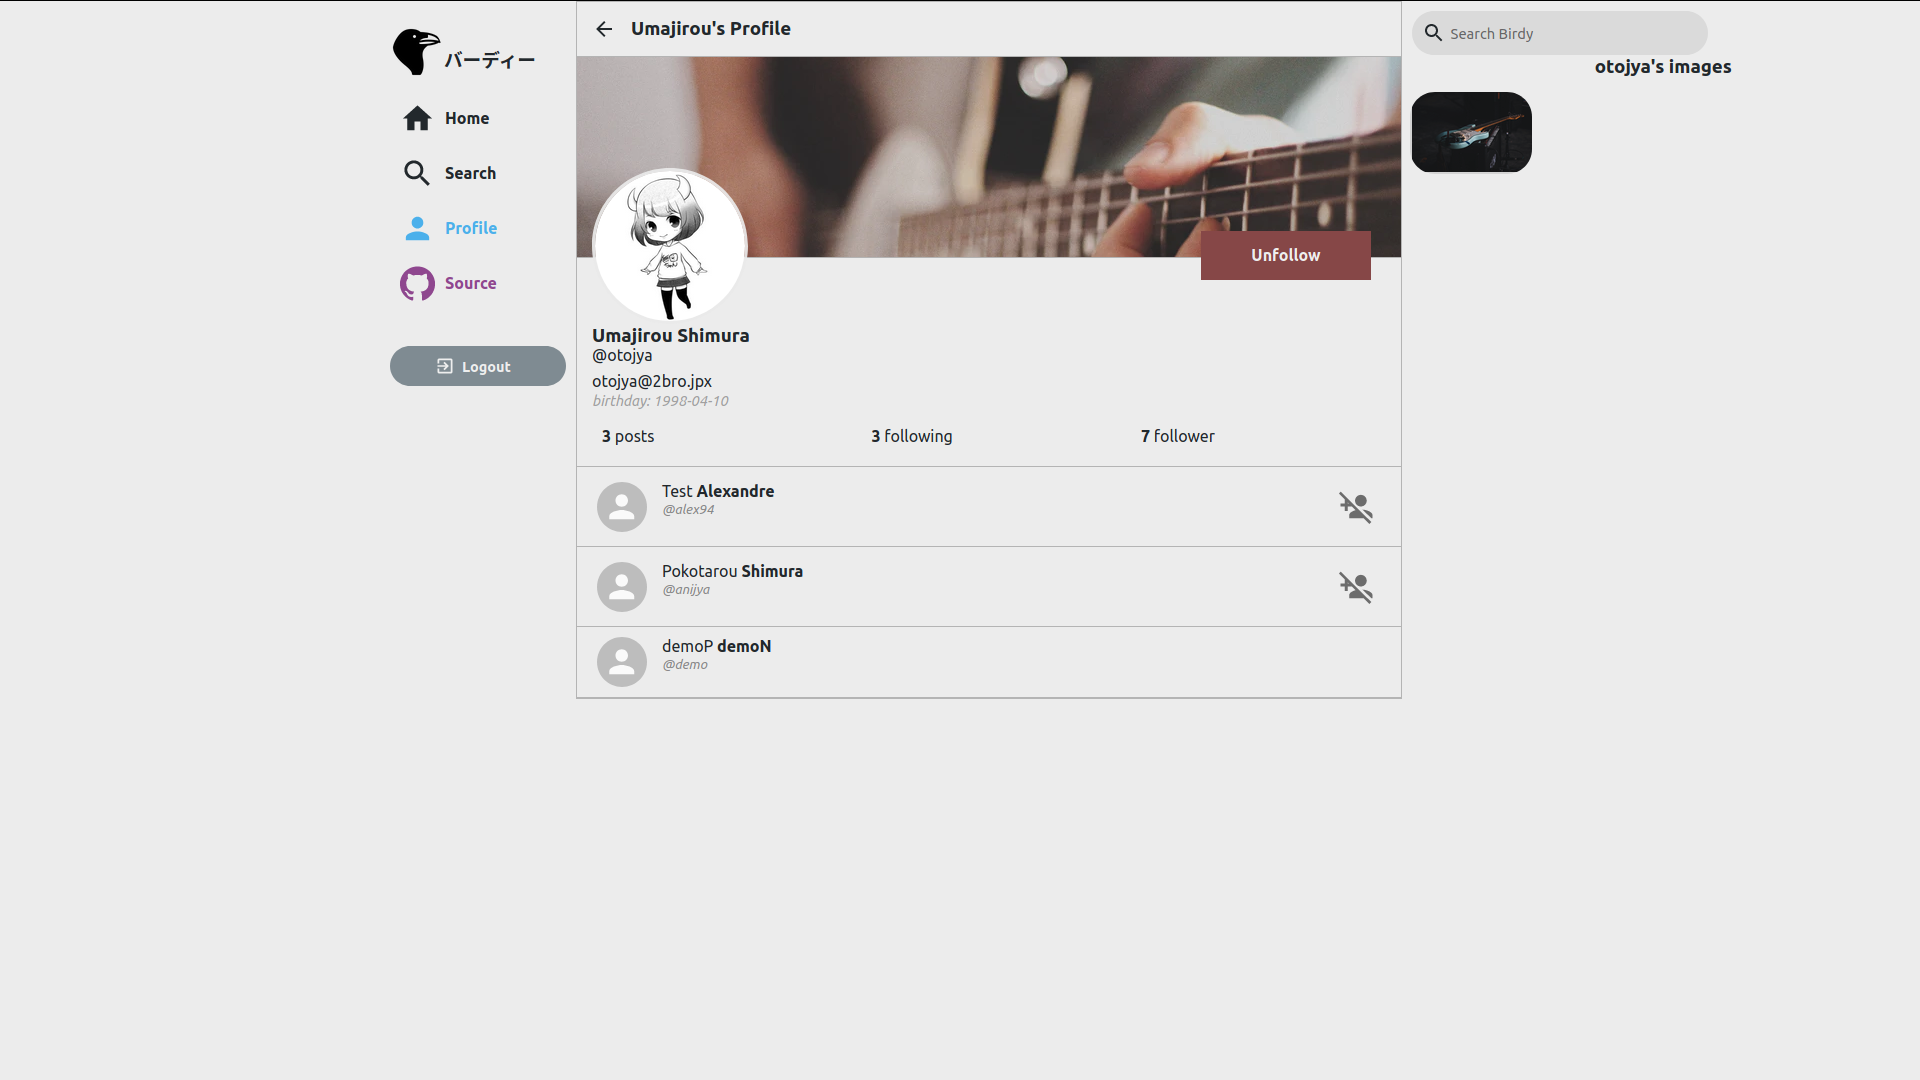 バーディー
Home
Search
Profile
Source
Logout
Umajirou's Profile
Unfollow
Umajirou Shimura
@otojya
otojya@2bro.jpx
birthday: 1998-04-10
3 posts
3 following
7 follower
Test Alexandre
@alex94
Pokotarou Shimura
@anijya
demoP demoN
@demo
Search Birdy
otojya's images